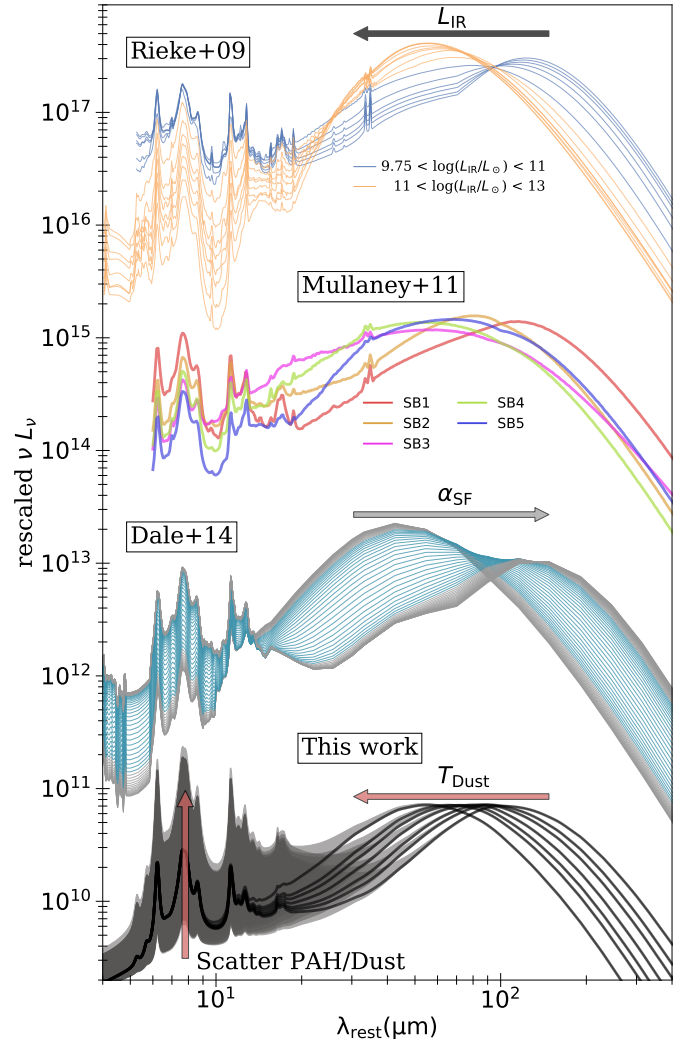 L_IR
Rieke+09
10^17
9.75 < log(L_IR/L_⊙) < 11
11 < log(L_IR/L_⊙) < 13
10^16
Mullaney+11
10^15
SB1 SB4
SB2 SB5
SB3
10^14
rescaled ν L_ν
α_SF
Dale+14
10^13
10^12
This work
10^11
T_Dust
10^10
Scatter PAH/Dust
10^1 10^2
λ_rest(μm)